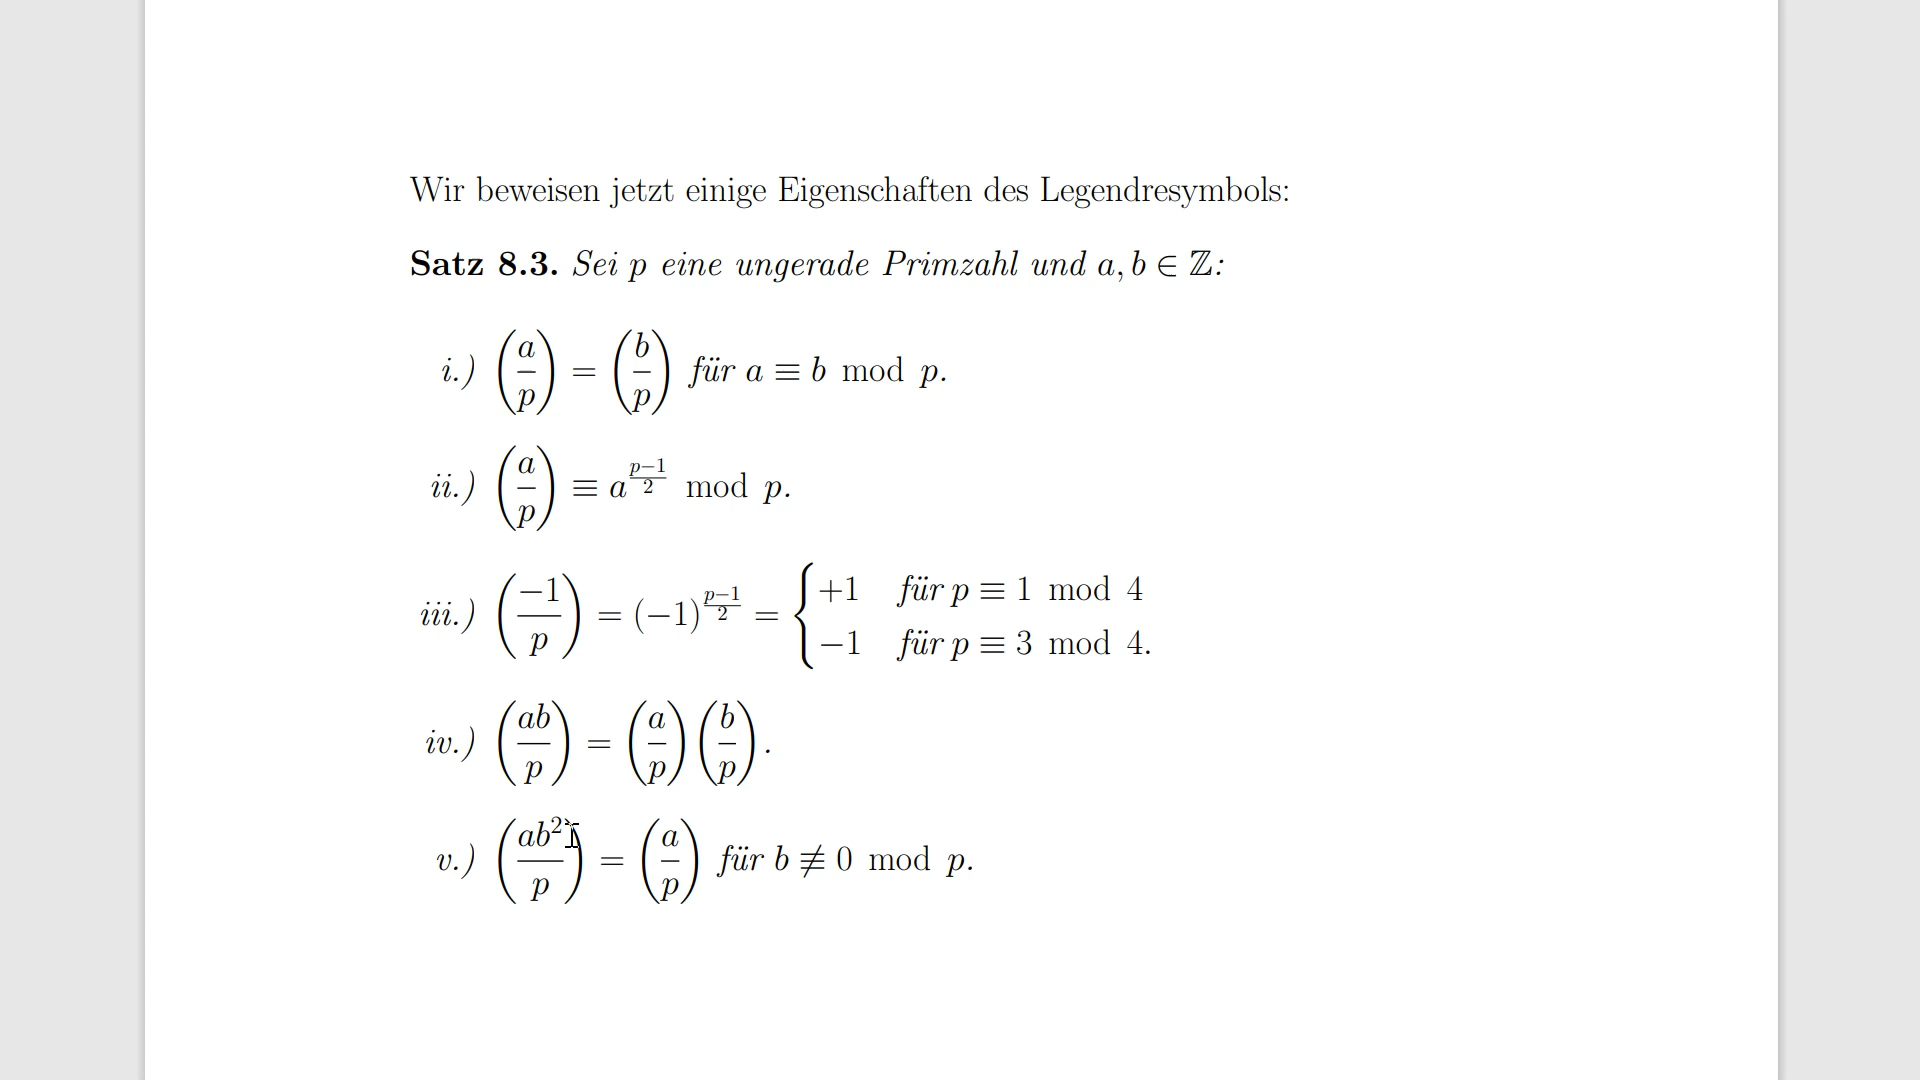 Wir beweisen jetzt einige Eigenschaften des Legendresymbols:
Satz 8.3. Sei p eine ungerade Primzahl und a, b ∈ ℤ:
i.) (a/p) = (b/p) für a ≡ b mod p.
ii.) (a/p) ≡ a^{(p−1)/2} mod p.
iii.) (−1/p) = (−1)^{(p−1)/2} = { +1 für p ≡ 1 mod 4
−1 für p ≡ 3 mod 4.
iv.) (ab/p) = (a/p)(b/p).
v.) (ab²/p) = (a/p) für b ≢ 0 mod p.